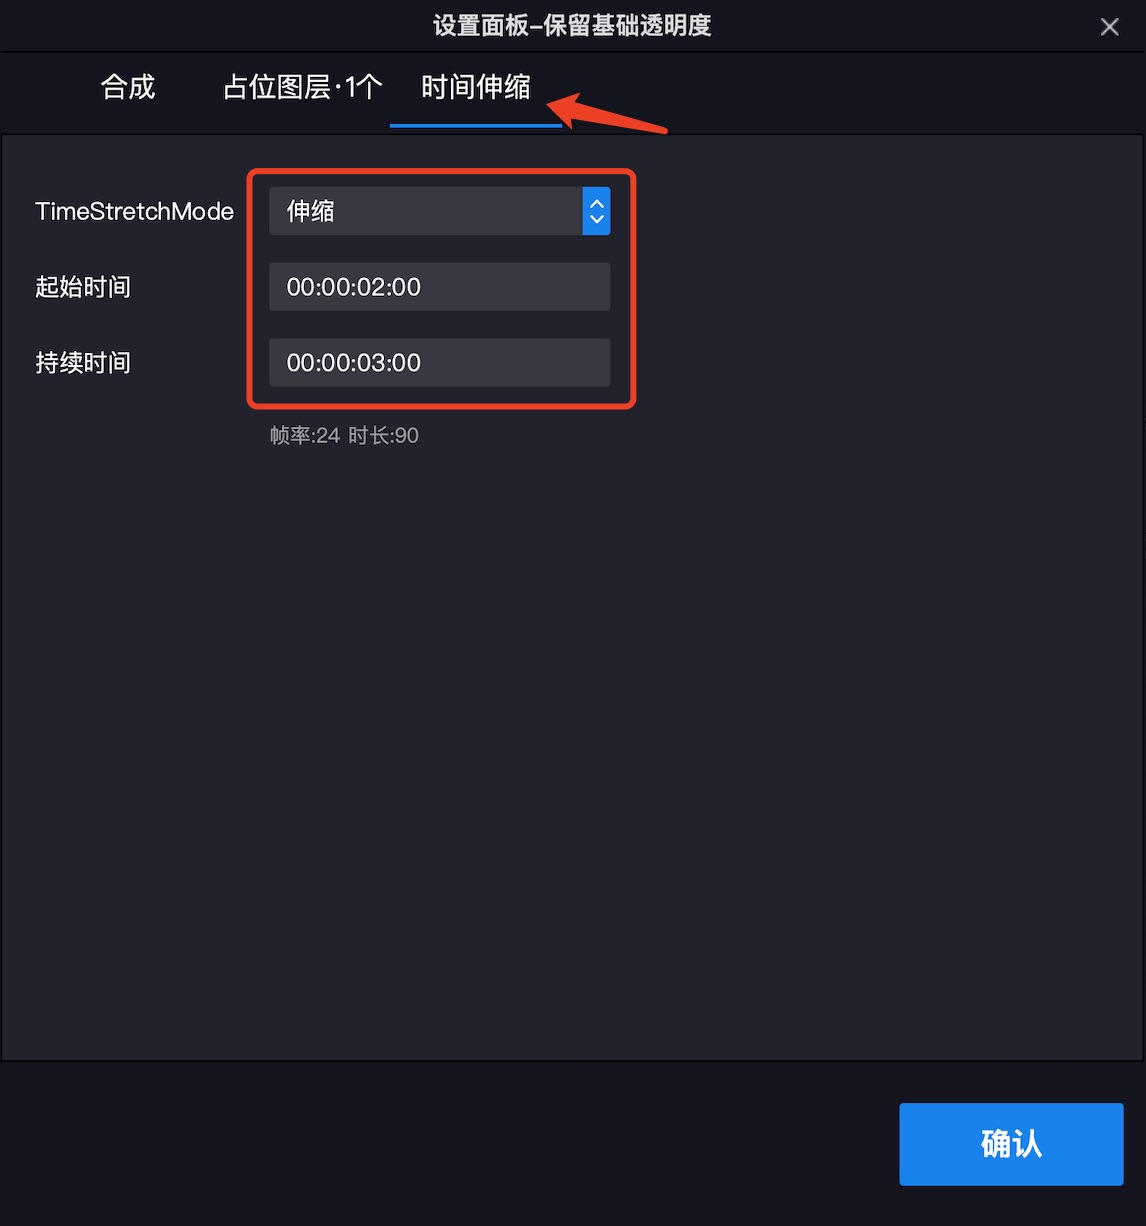 设置面板-保留基础透明度
合成 占位图层·1个 时间伸缩
TimeStretchMode 伸缩
起始时间 00:00:02:00
持续时间 00:00:03:00
帧率:24 时长:90
确认